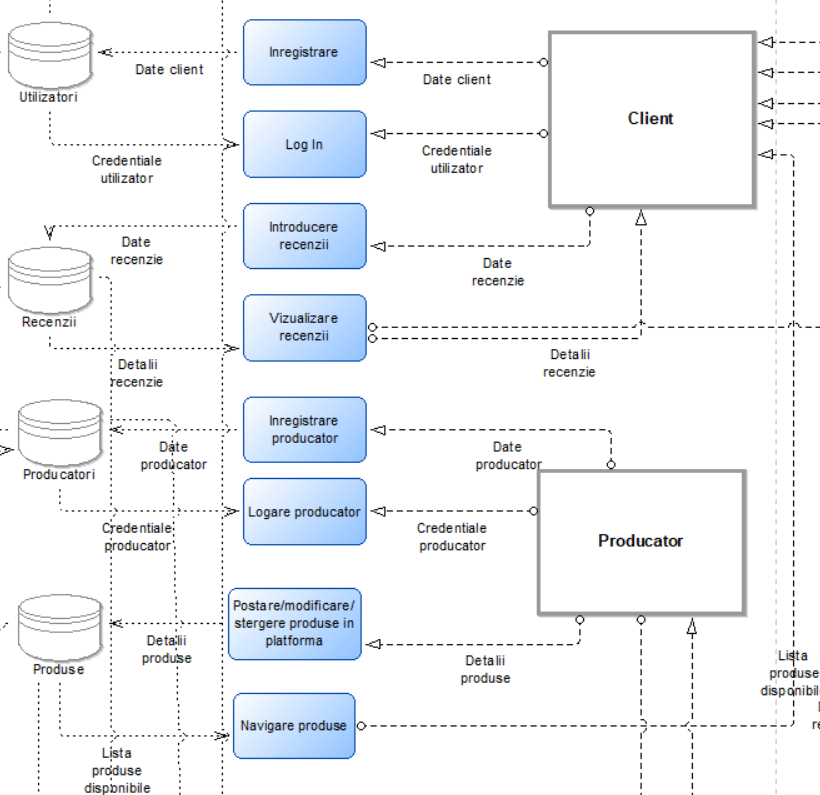 Inregistrare
Date client
Date client
Utilizatori
Client
Log In
Credentiale
utilizator
Credentiale
utilizator
Introducere
recenzii
Date
recenzie
Date
recenzie
Recenzii
Vizualizare
recenzii
Detalii
recenzie
Detalii
recenzie
Inregistrare
producator
Date
producator
Date
producator
Producatori
Logare producator
Credentiale
producator
Credentiale
producator
Producator
Postare/modificare/
stergere produse in
platforma
Detalii
produse
Detalii
produse
Produse
Lista
produse
Navigare produse
Lista
produse
disponibile